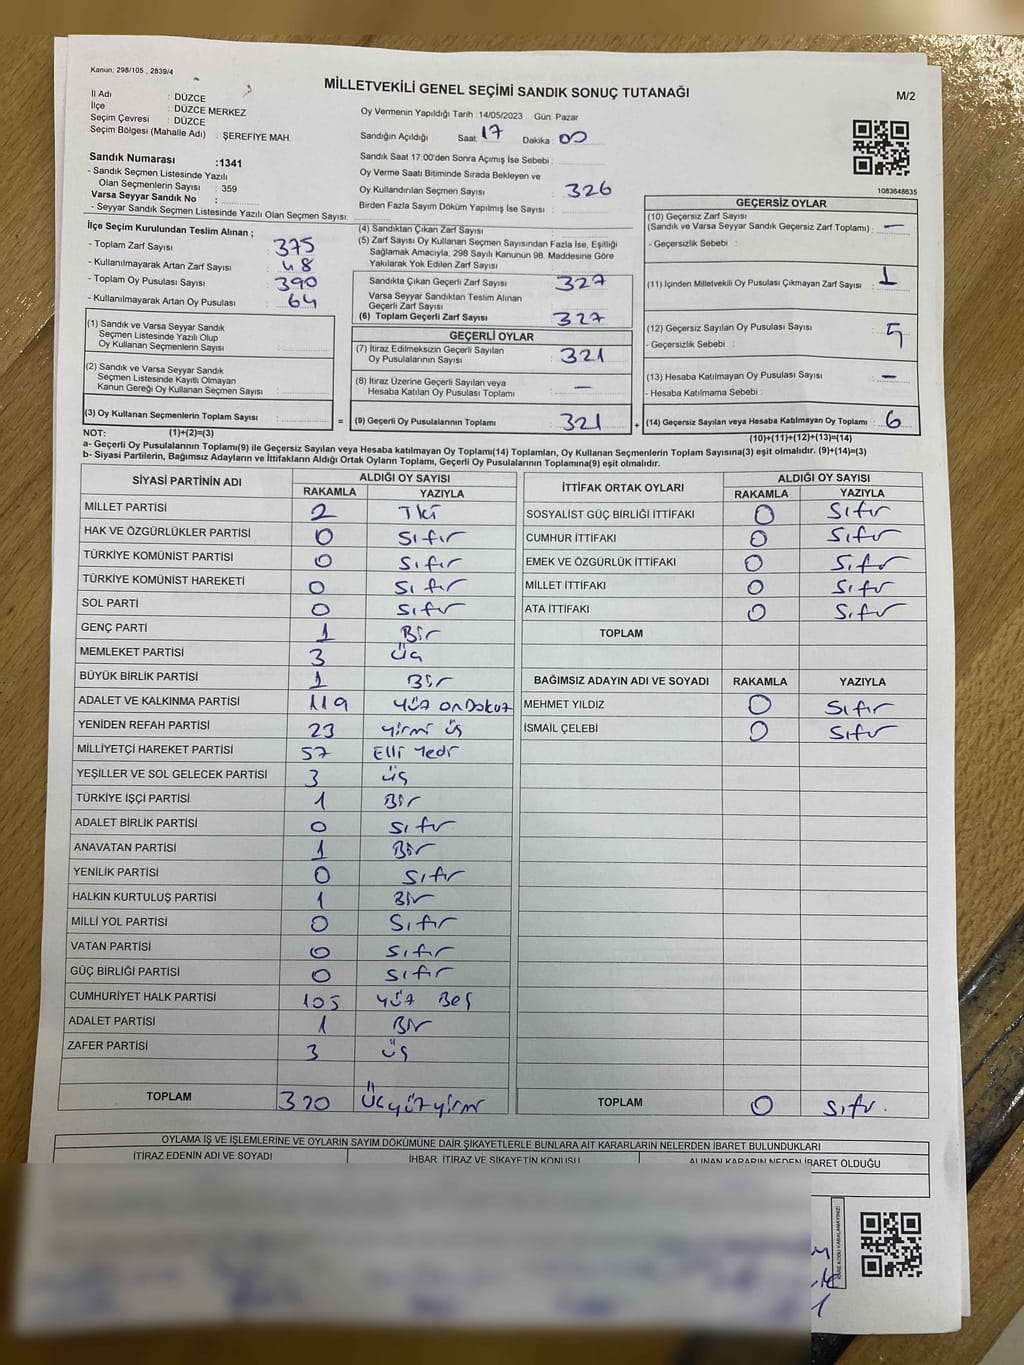 Kanun, 298/105 , 2839/4
MİLLETVEKİLİ GENEL SEÇİMİ SANDIK SONUÇ TUTANAĞI
M/2
İl Adı : DÜZCE
İlçe : DÜZCE MERKEZ
Seçim Çevresi : DÜZCE
Seçim Bölgesi (Mahalle Adı) : ŞEREFİYE MAH.
Oy Vermenin Yapıldığı Tarih : 14/05/2023 Gün: Pazar
Sandığın Açıldığı Saat 17 Dakika : 00
Sandık Saat 17.00'den Sonra Açımış İse Sebebi :
Oy Verme Saati Bitiminde Sırada Bekleyen ve
Oy Kullandırılan Seçmen Sayısı : 326
Birden Fazla Sayım Döküm Yapılmış İse Sayısı :
1083648635
Sandık Numarası :1341
- Sandık Seçmen Listesinde Yazılı
Olan Seçmenlerin Sayısı : 359
Varsa Seyyar Sandık No :
- Seyyar Sandık Seçmen Listesinde Yazılı Olan Seçmen Sayısı:
İlçe Seçim Kurulundan Teslim Alınan ;
- Toplam Zarf Sayısı : 375
- Kullanılmayarak Artan Zarf Sayısı : 48
- Toplam Oy Pusulası Sayısı : 390
- Kullanılmayarak Artan Oy Pusulası : 64
(4) Sandıktan Çıkan Zarf Sayısı :
(5) Zarf Sayısı Oy Kullanan Seçmen Sayısından Fazla İse, Eşitliği
Sağlamak Amacıyla, 298 Sayılı Kanunun 98. Maddesine Göre
Yakılarak Yok Edilen Zarf Sayısı :
Sandıkta Çıkan Geçerli Zarf Sayısı : 327
Varsa Seyyar Sandıktan Teslim Alınan
Geçerli Zarf Sayısı
(6) Toplam Geçerli Zarf Sayısı : 327
GEÇERLİ OYLAR
(7) İtiraz Edilmeksizin Geçerli Sayılan
Oy Pusulalarının Sayısı : 321
(8) İtiraz Üzerine Geçerli Sayılan veya
Hesaba Katılan Oy Pusulası Toplamı : —
(9) Geçerli Oy Pusulalarının Toplamı : 321
GEÇERSİZ OYLAR
(10) Geçersiz Zarf Sayısı
(Sandık ve Varsa Seyyar Sandık Geçersiz Zarf Toplamı) : —
- Geçersizlik Sebebi :
(11) İçinden Milletvekili Oy Pusulası Çıkmayan Zarf Sayısı : 1
(12) Geçersiz Sayılan Oy Pusulası Sayısı : 5
- Geçersizlik Sebebi :
(13) Hesaba Katılmayan Oy Pusulası Sayısı : —
- Hesaba Katılmama Sebebi :
+ (14) Geçersiz Sayılan veya Hesaba Katılmayan Oy Toplamı : 6
(10)+(11)+(12)+(13)=(14)
(1) Sandık ve Varsa Seyyar Sandık
Seçmen Listesinde Yazılı Olup
Oy Kullanan Seçmenlerin Sayısı :
(2) Sandık ve Varsa Seyyar Sandık
Seçmen Listesinde Kayıtlı Olmayan
Kanun Gereği Oy Kullanan Seçmen Sayısı :
(3) Oy Kullanan Seçmenlerin Toplam Sayısı : =
NOT: (1)+(2)=(3)
a- Geçerli Oy Pusulalarının Toplamı(9) ile Geçersiz Sayılan veya Hesaba katılmayan Oy Toplamı(14) Toplamları, Oy Kullanan Seçmenlerin Toplam Sayısına(3) eşit olmalıdır. (9)+(14)=(3)
b- Siyasi Partilerin, Bağımsız Adayların ve İttifakların Aldığı Ortak Oyların Toplamı, Geçerli Oy Pusulalarının Toplamına(9) eşit olmalıdır.
SİYASİ PARTİNİN ADI ALDIĞI OY SAYISI
RAKAMLA YAZIYLA
MİLLET PARTİSİ 2 İki
HAK VE ÖZGÜRLÜKLER PARTİSİ 0 Sıfır
TÜRKİYE KOMÜNİST PARTİSİ 0 Sıfır
TÜRKİYE KOMÜNİST HAREKETİ 0 Sıfır
SOL PARTİ 0 Sıfır
GENÇ PARTİ 1 Bir
MEMLEKET PARTİSİ 3 Üç
BÜYÜK BİRLİK PARTİSİ 1 Bir
ADALET VE KALKINMA PARTİSİ 119 Yüz on Dokuz
YENİDEN REFAH PARTİSİ 23 Yirmi üç
MİLLİYETÇİ HAREKET PARTİSİ 57 Elli Yedi
YEŞİLLER VE SOL GELECEK PARTİSİ 3 üç
TÜRKİYE İŞÇİ PARTİSİ 1 Bir
ADALET BİRLİK PARTİSİ 0 Sıfır
ANAVATAN PARTİSİ 1 Bir
YENİLİK PARTİSİ 0 Sıfır
HALKIN KURTULUŞ PARTİSİ 1 Bir
MİLLİ YOL PARTİSİ 0 Sıfır
VATAN PARTİSİ 0 Sıfır
GÜÇ BİRLİĞİ PARTİSİ 0 Sıfır
CUMHURİYET HALK PARTİSİ 105 Yüz Beş
ADALET PARTİSİ 1 Bir
ZAFER PARTİSİ 3 Üç
TOPLAM 320 Üçyüzyirmi
İTTİFAK ORTAK OYLARI ALDIĞI OY SAYISI
RAKAMLA YAZIYLA
SOSYALİST GÜÇ BİRLİĞİ İTTİFAKI 0 Sıfır
CUMHUR İTTİFAKI 0 Sıfır
EMEK VE ÖZGÜRLÜK İTTİFAKI 0 Sıfır
MİLLET İTTİFAKI 0 Sıfır
ATA İTTİFAKI 0 Sıfır
TOPLAM
BAĞIMSIZ ADAYIN ADI VE SOYADI RAKAMLA YAZIYLA
MEHMET YILDIZ 0 Sıfır
İSMAİL ÇELEBİ 0 Sıfır
TOPLAM 0 Sıfır.
OYLAMA İŞ VE İŞLEMLERİNE VE OYLARIN SAYIM DÖKÜMÜNE DAİR ŞİKAYETLERLE BUNLARA AİT KARARLARIN NELERDEN İBARET BULUNDUKLARI
İTİRAZ EDENİN ADI VE SOYADI İHBAR, İTİRAZ VE ŞİKAYETİN KONUSU ALINAN KARARIN NEDEN İBARET OLDUĞU